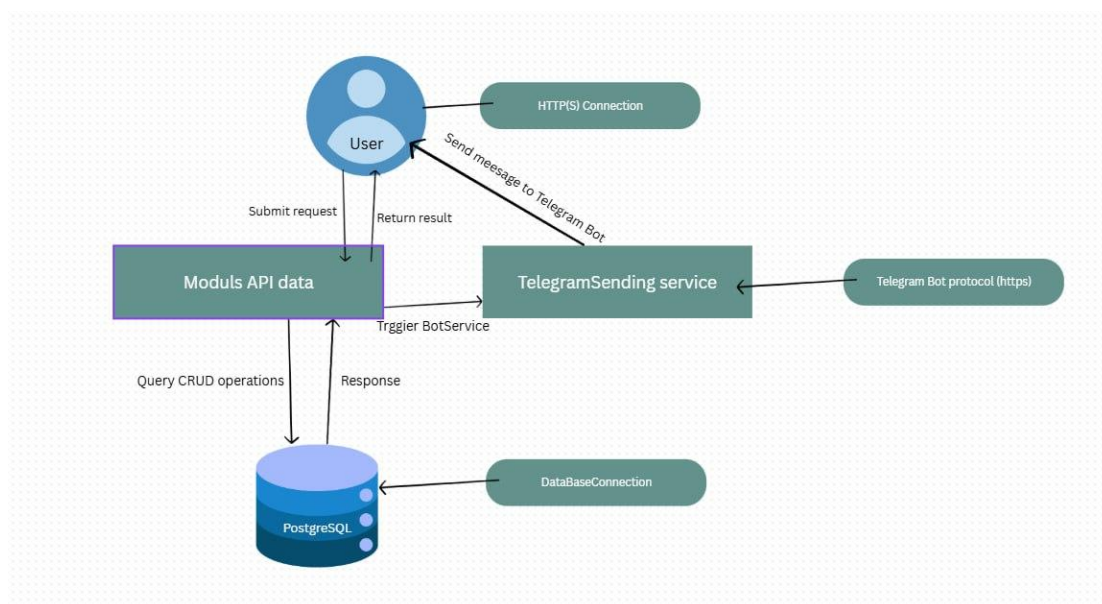 HTTP(S) Connection
User
Send meesage to Telegram Bot
Submit request
Return result
Moduls API data
TelegramSending service
Telegram Bot protocol (https)
Trggier BotService
Query CRUD operations
Response
DataBaseConnection
PostgreSQL